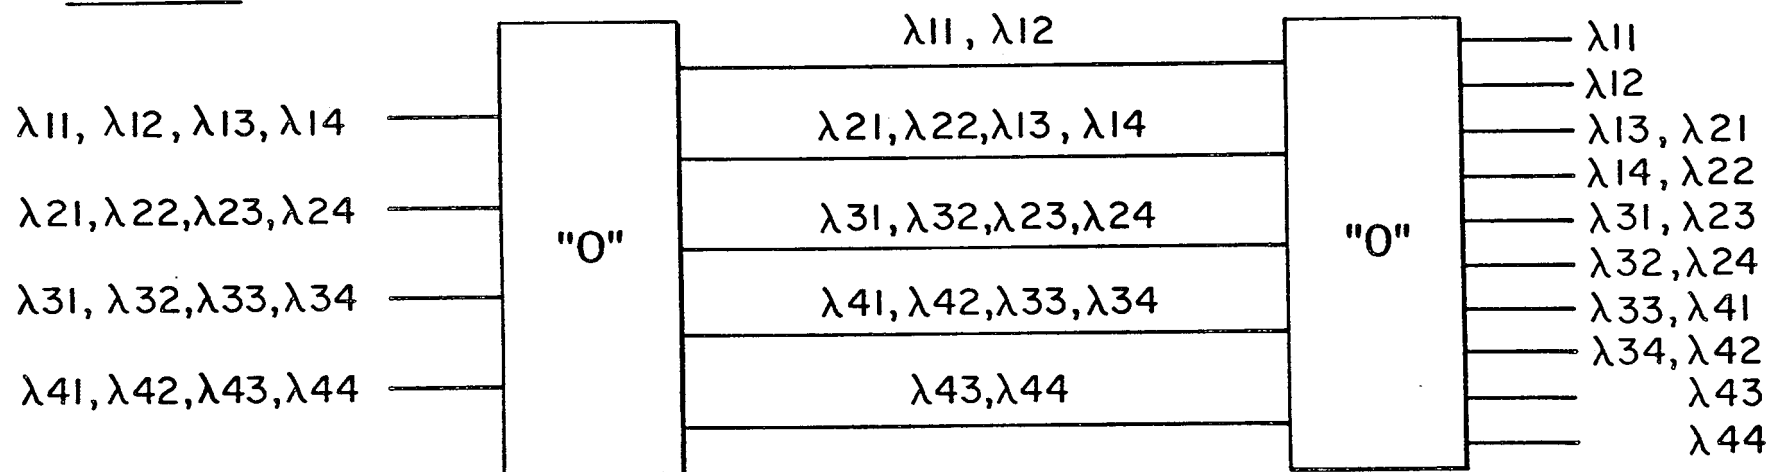 λ11, λ12, λ13, λ14
λ21, λ22, λ23, λ24
λ31, λ32, λ33, λ34
λ41, λ42, λ43, λ44
"O"
λ11, λ12
λ21, λ22, λ13, λ14
λ31, λ32, λ23, λ24
λ41, λ42, λ33, λ34
λ43, λ44
"O"
λ11
λ12
λ13, λ21
λ14, λ22
λ31, λ23
λ32, λ24
λ33, λ41
λ34, λ42
λ43
λ44